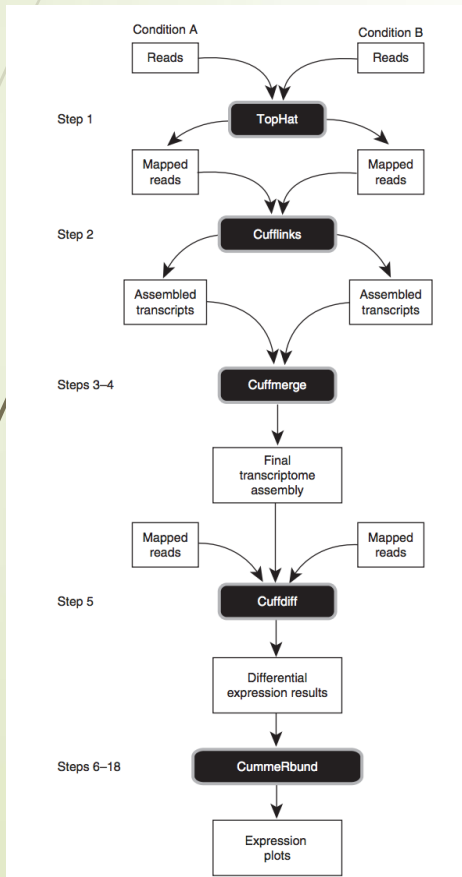 Condition A
Condition B
Reads
Reads
Step 1
TopHat
Mapped
reads
Mapped
reads
Step 2
Cufflinks
Assembled
transcripts
Assembled
transcripts
Steps 3–4
Cuffmerge
Final
transcriptome
assembly
Mapped
reads
Mapped
reads
Step 5
Cuffdiff
Differential
expression results
Steps 6–18
CummeRbund
Expression
plots